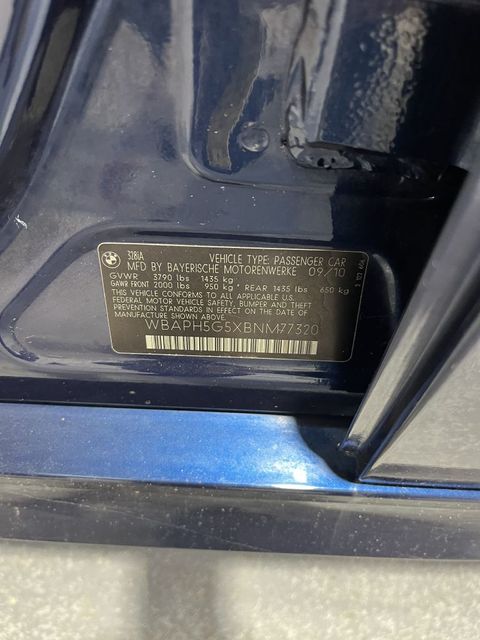 328iA VEHICLE TYPE: PASSENGER CAR
MFD BY BAYERISCHE MOTORENWERKE 09/10
GVWR 3790 lbs 1435 kg
GAWR FRONT 2000 lbs 950 kg REAR 1435 lbs 650 kg
THIS VEHICLE CONFORMS TO ALL APPLICABLE U.S.
FEDERAL MOTOR VEHICLE SAFETY, BUMPER AND THEFT
PREVENTION STANDARDS IN EFFECT ON THE DATE OF
MANUFACTURE SHOWN ABOVE.
WBAPH5G5XBNM77320